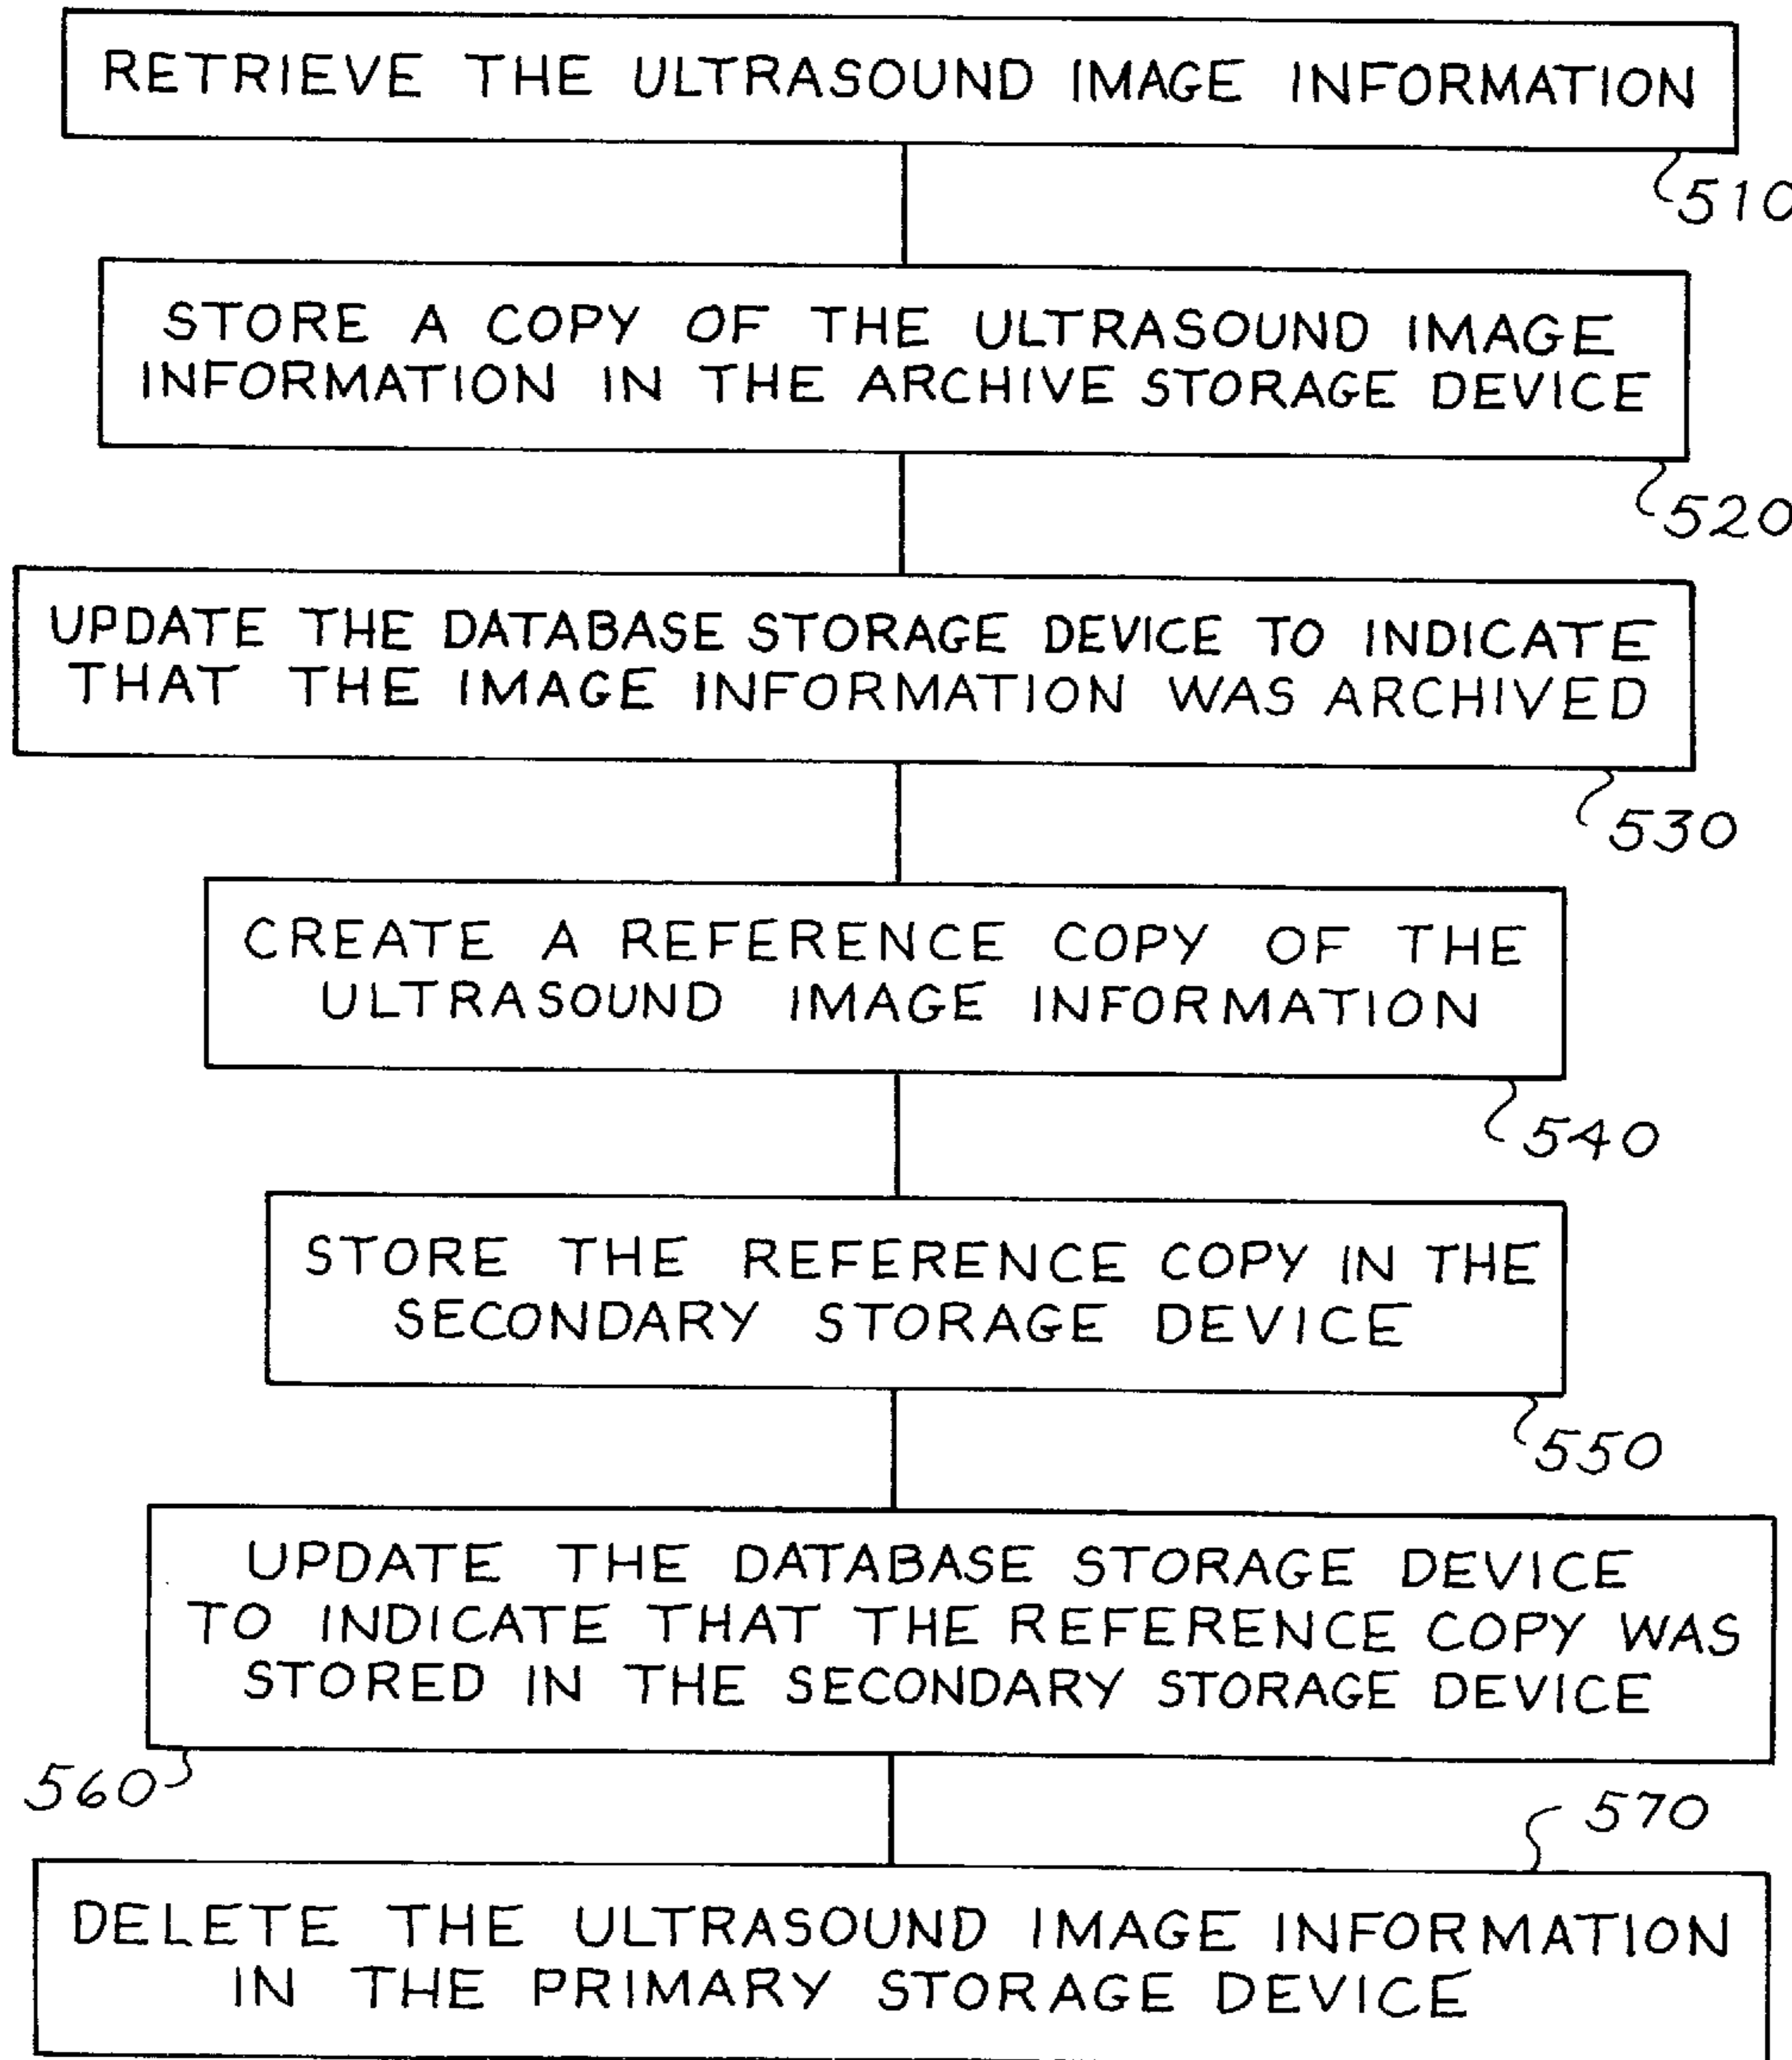 RETRIEVE THE ULTRASOUND IMAGE INFORMATION
510
STORE A COPY OF THE ULTRASOUND IMAGE
INFORMATION IN THE ARCHIVE STORAGE DEVICE
520
UPDATE THE DATABASE STORAGE DEVICE TO INDICATE
THAT THE IMAGE INFORMATION WAS ARCHIVED
530
CREATE A REFERENCE COPY OF THE
ULTRASOUND IMAGE INFORMATION
540
STORE THE REFERENCE COPY IN THE
SECONDARY STORAGE DEVICE
550
UPDATE THE DATABASE STORAGE DEVICE
TO INDICATE THAT THE REFERENCE COPY WAS
STORED IN THE SECONDARY STORAGE DEVICE
560
570
DELETE THE ULTRASOUND IMAGE INFORMATION
IN THE PRIMARY STORAGE DEVICE